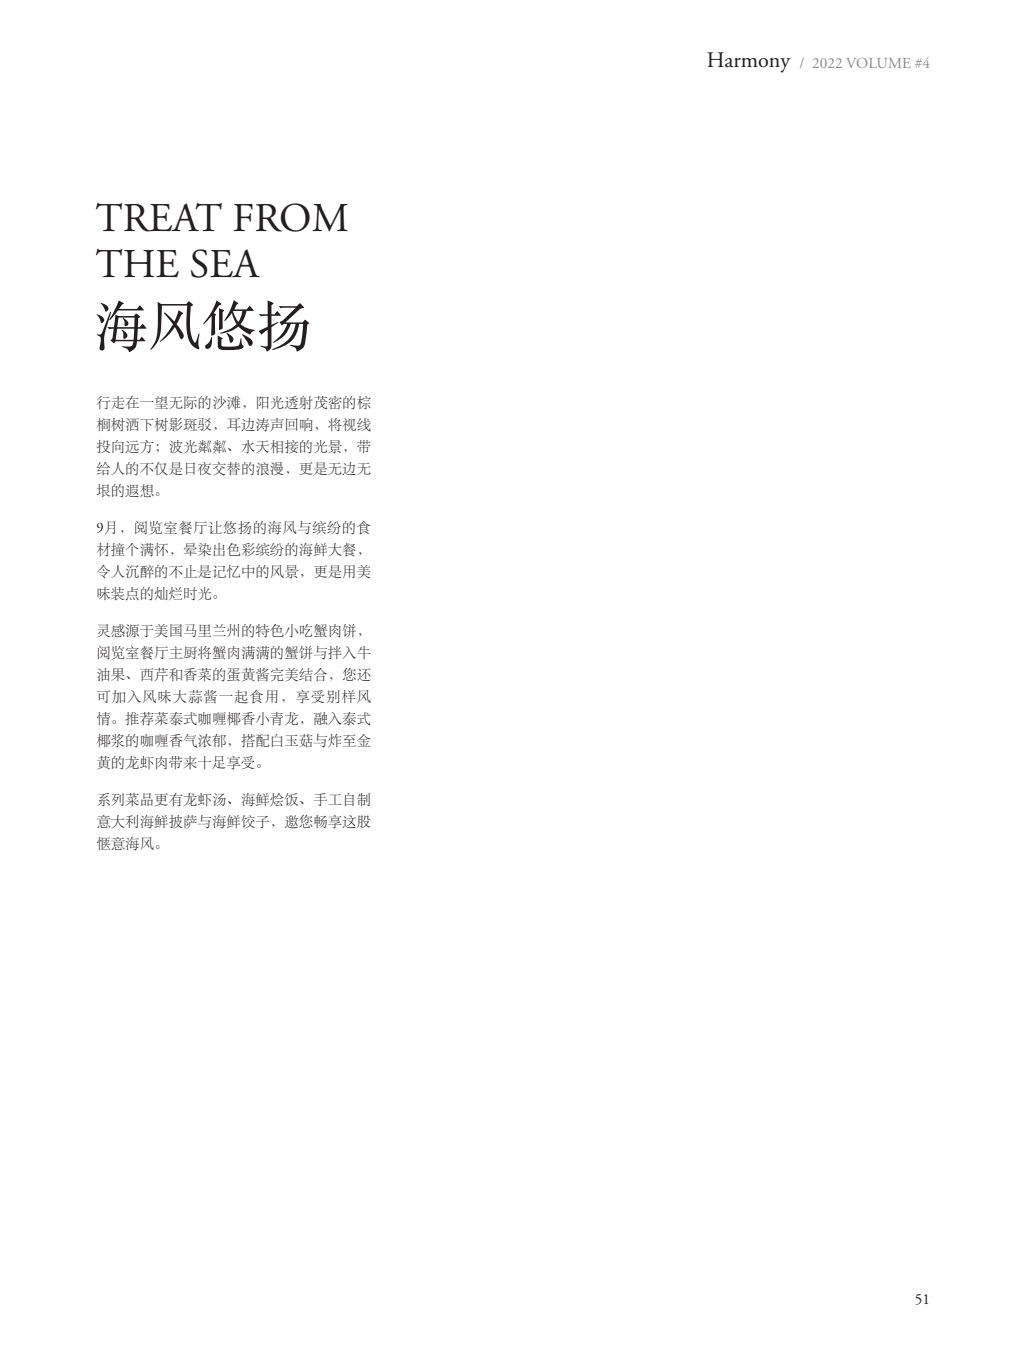 Harmony / 2022 VOLUME #4
TREAT FROM
THE SEA
海风悠扬
行走在一望无际的沙滩，阳光透射茂密的棕
榈树洒下树影斑驳，耳边涛声回响，将视线
投向远方；波光粼粼、水天相接的光景，带
给人的不仅是日夜交替的浪漫，更是无边无
垠的遐想。
9月，阅览室餐厅让悠扬的海风与缤纷的食
材撞个满怀，晕染出色彩缤纷的海鲜大餐，
令人沉醉的不止是记忆中的风景，更是用美
味装点的灿烂时光。
灵感源于美国马里兰州的特色小吃蟹肉饼，
阅览室餐厅主厨将蟹肉满满的蟹饼与拌入牛
油果、西芹和香菜的蛋黄酱完美结合，您还
可加入风味大蒜酱一起食用，享受别样风
情。推荐菜泰式咖喱椰香小青龙，融入泰式
椰浆的咖喱香气浓郁，搭配白玉菇与炸至金
黄的龙虾肉带来十足享受。
系列菜品更有龙虾汤、海鲜烩饭、手工自制
意大利海鲜披萨与海鲜饺子，邀您畅享这股
惬意海风。
51